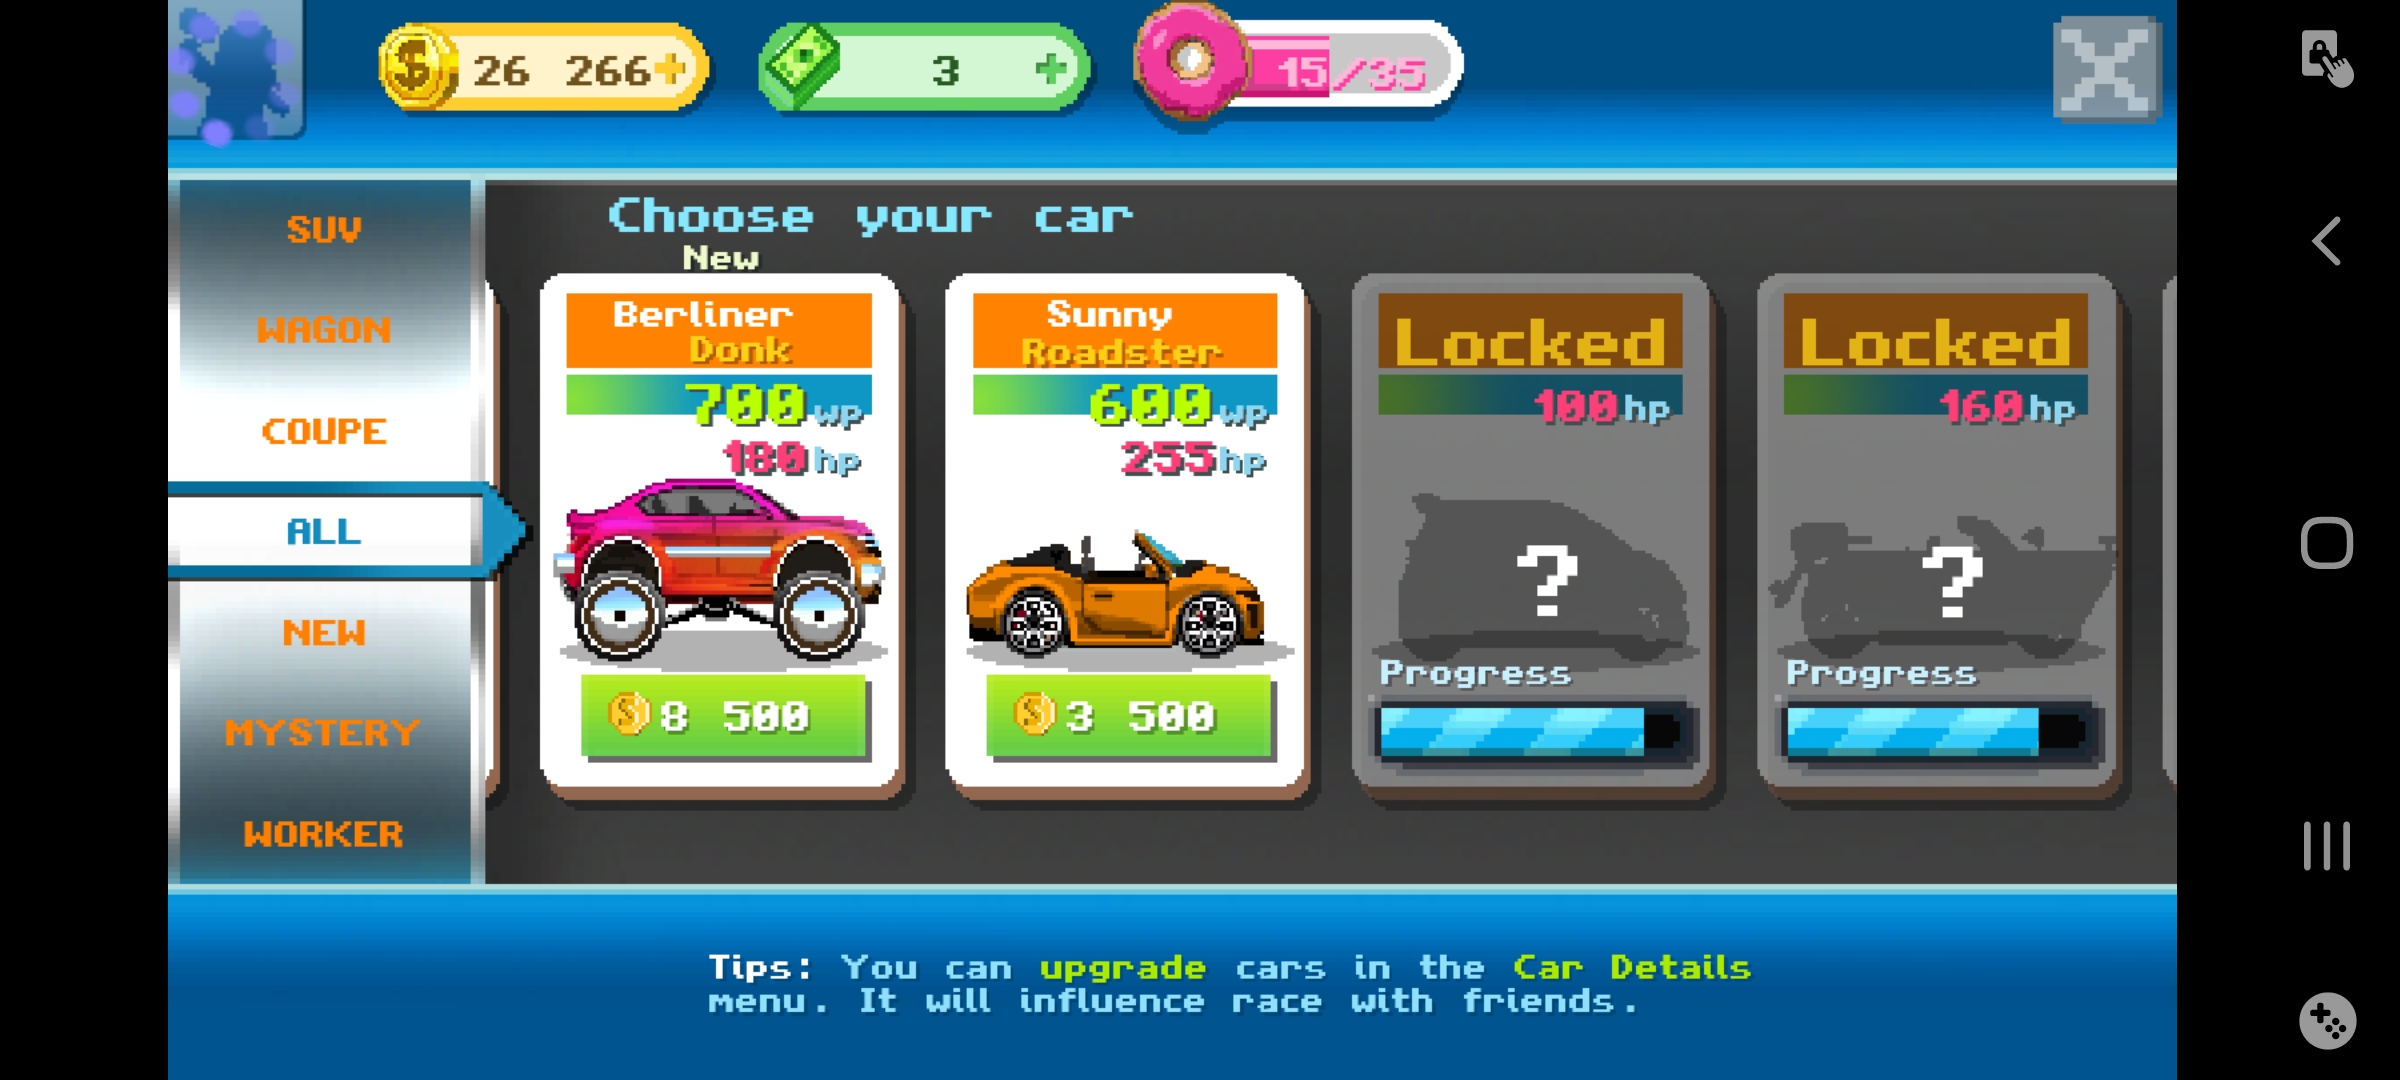 26 266
3
15/35
SUV
WAGON
COUPE
ALL
NEW
MYSTERY
WORKER
Choose your car
New
Berliner
Donk
700 wp
180 hp
8 500
Sunny
Roadster
600 wp
255 hp
3 500
Locked
100 hp
?
Progress
Locked
160 hp
?
Progress
Tips: You can upgrade cars in the Car Details
menu. It will influence race with friends.